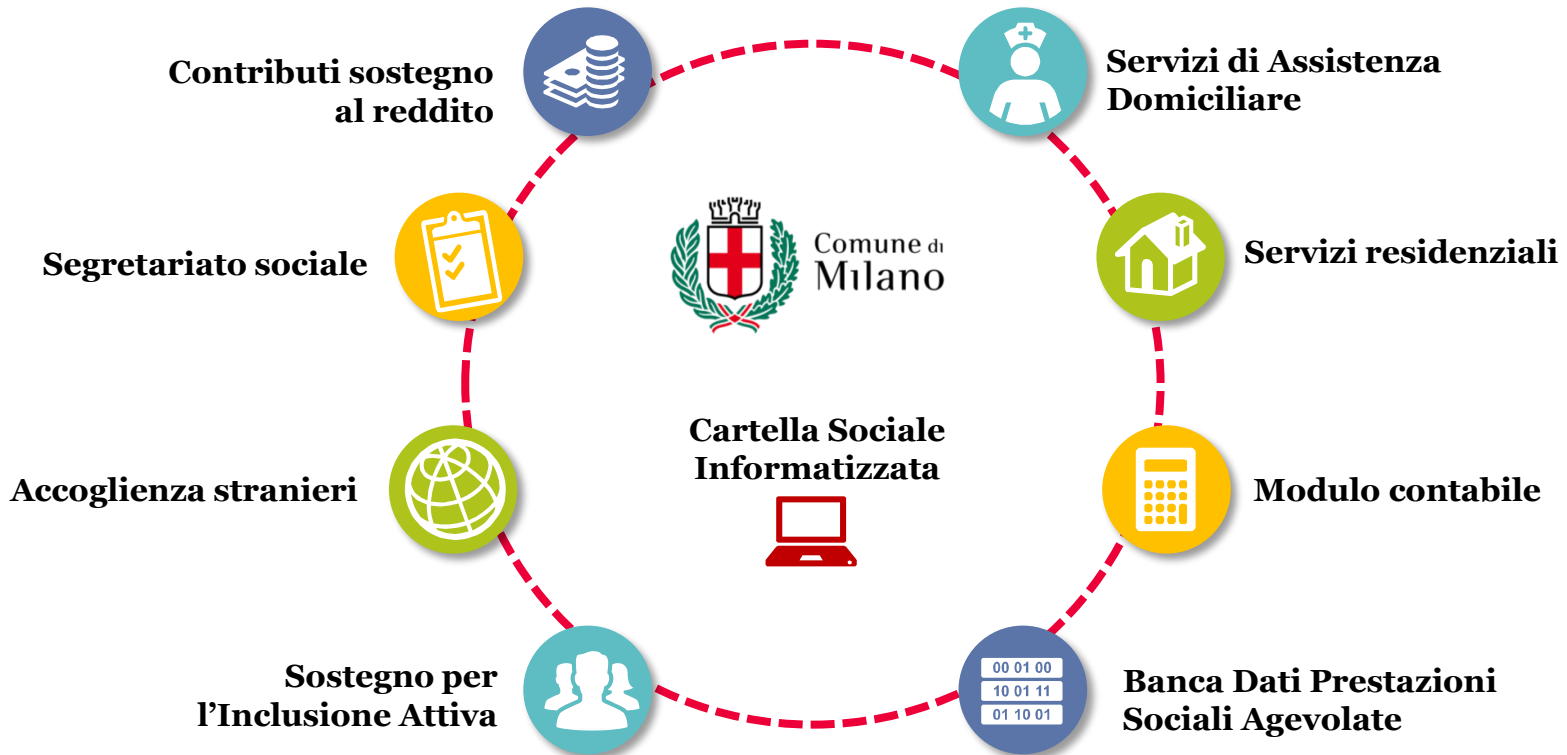 Contributi sostegno
al reddito
Servizi di Assistenza
Domiciliare
Segretariato sociale
Comune di
Milano
Servizi residenziali
Accoglienza stranieri
Cartella Sociale
Informatizzata
Modulo contabile
Sostegno per
l’Inclusione Attiva
00 01 00
10 01 11
01 10 01
Banca Dati Prestazioni
Sociali Agevolate